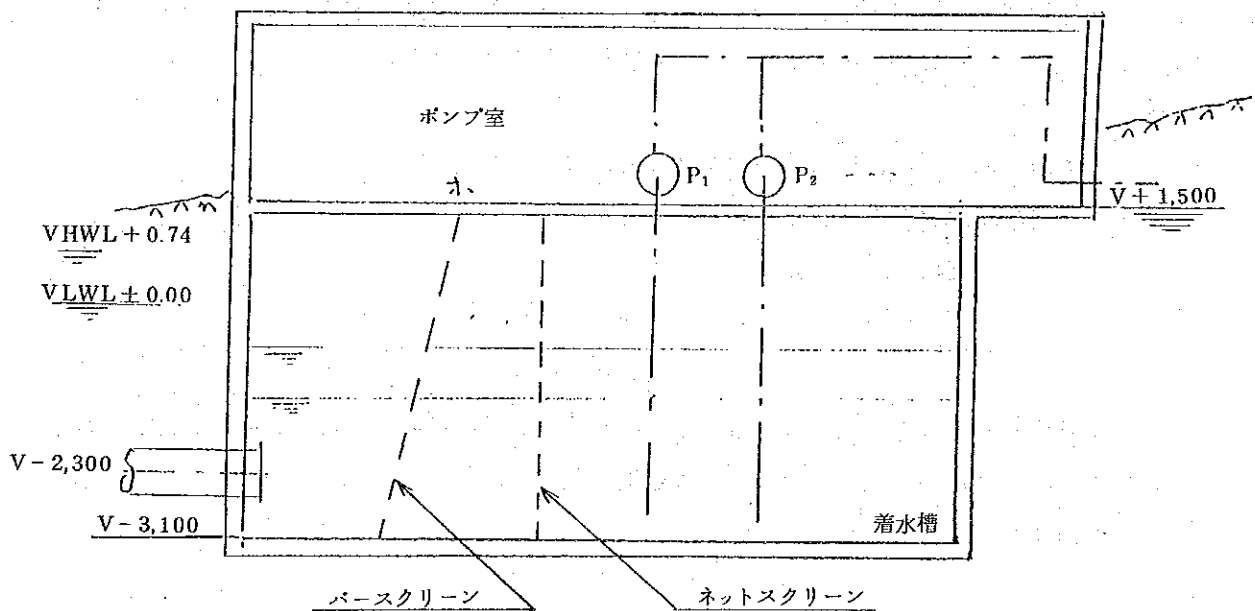 ポンプ室
P₁
P₂
ホ
V + 1,500
VHWL + 0.74
VLWL ± 0.00
V − 2,300
V − 3,100
着水槽
バースクリーン
ネットスクリーン